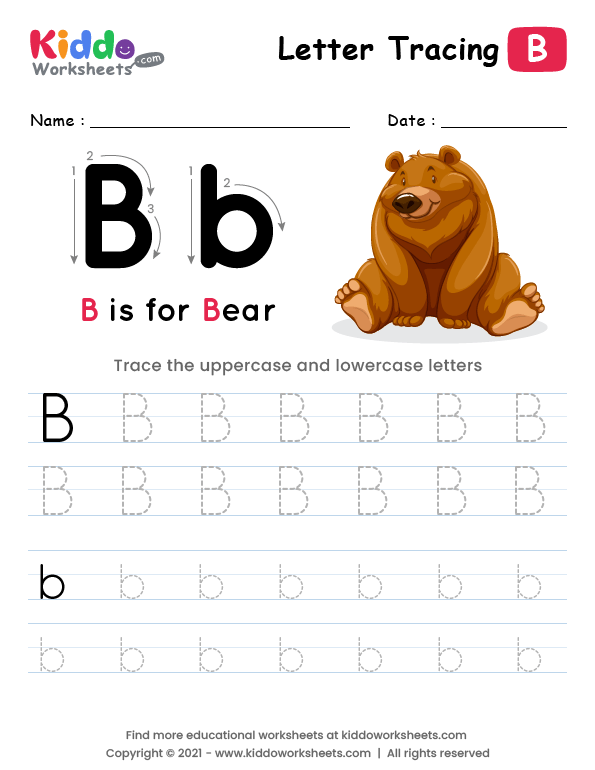 Kiddo
Worksheets.com
Letter Tracing B
Name : Date :
1 2 3 1 2
B b
B is for Bear
Trace the uppercase and lowercase letters
B B B B B B B
B B B B B B B
b b b b b b b
b b b b b b b
Find more educational worksheets at kiddoworksheets.com
Copyright © 2021 - www.kiddoworksheets.com | All rights reserved